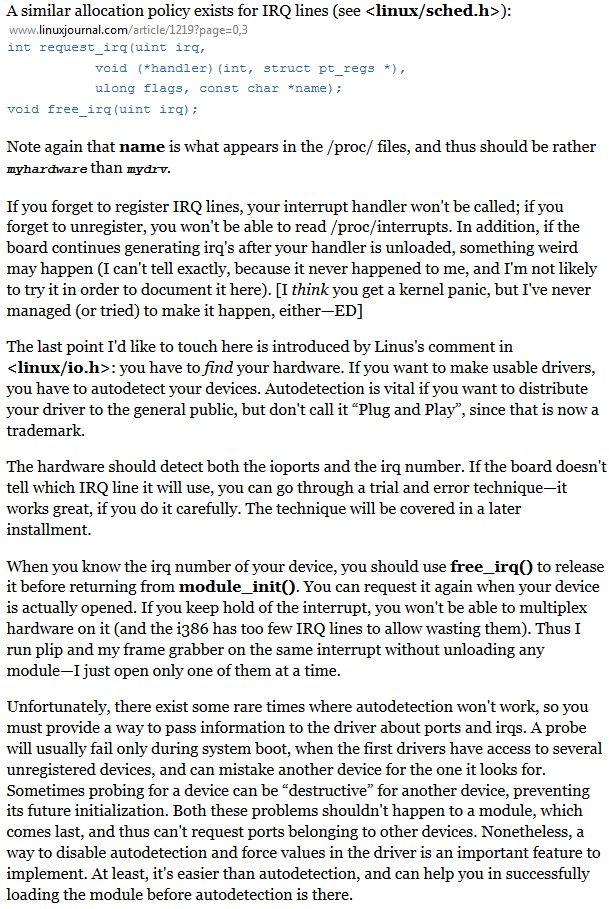 A similar allocation policy exists for IRQ lines (see <linux/sched.h>):
www.linuxjournal.com/article/1219?page=0,3
int request_irq(uint irq,
void (*handler)(int, struct pt_regs *),
ulong flags, const char *name);
void free_irq(uint irq);
Note again that name is what appears in the /proc/ files, and thus should be rather
myhardware than mydrv.
If you forget to register IRQ lines, your interrupt handler won't be called; if you
forget to unregister, you won't be able to read /proc/interrupts. In addition, if the
board continues generating irq's after your handler is unloaded, something weird
may happen (I can't tell exactly, because it never happened to me, and I'm not likely
to try it in order to document it here). [I think you get a kernel panic, but I've never
managed (or tried) to make it happen, either—ED]
The last point I'd like to touch here is introduced by Linus's comment in
<linux/io.h>: you have to find your hardware. If you want to make usable drivers,
you have to autodetect your devices. Autodetection is vital if you want to distribute
your driver to the general public, but don't call it “Plug and Play”, since that is now a
trademark.
The hardware should detect both the ioports and the irq number. If the board doesn't
tell which IRQ line it will use, you can go through a trial and error technique—it
works great, if you do it carefully. The technique will be covered in a later
installment.
When you know the irq number of your device, you should use free_irq() to release
it before returning from module_init(). You can request it again when your device
is actually opened. If you keep hold of the interrupt, you won't be able to multiplex
hardware on it (and the i386 has too few IRQ lines to allow wasting them). Thus I
run plip and my frame grabber on the same interrupt without unloading any
module—I just open only one of them at a time.
Unfortunately, there exist some rare times where autodetection won't work, so you
must provide a way to pass information to the driver about ports and irqs. A probe
will usually fail only during system boot, when the first drivers have access to several
unregistered devices, and can mistake another device for the one it looks for.
Sometimes probing for a device can be “destructive” for another device, preventing
its future initialization. Both these problems shouldn't happen to a module, which
comes last, and thus can't request ports belonging to other devices. Nonetheless, a
way to disable autodetection and force values in the driver is an important feature to
implement. At least, it's easier than autodetection, and can help you in successfully
loading the module before autodetection is there.